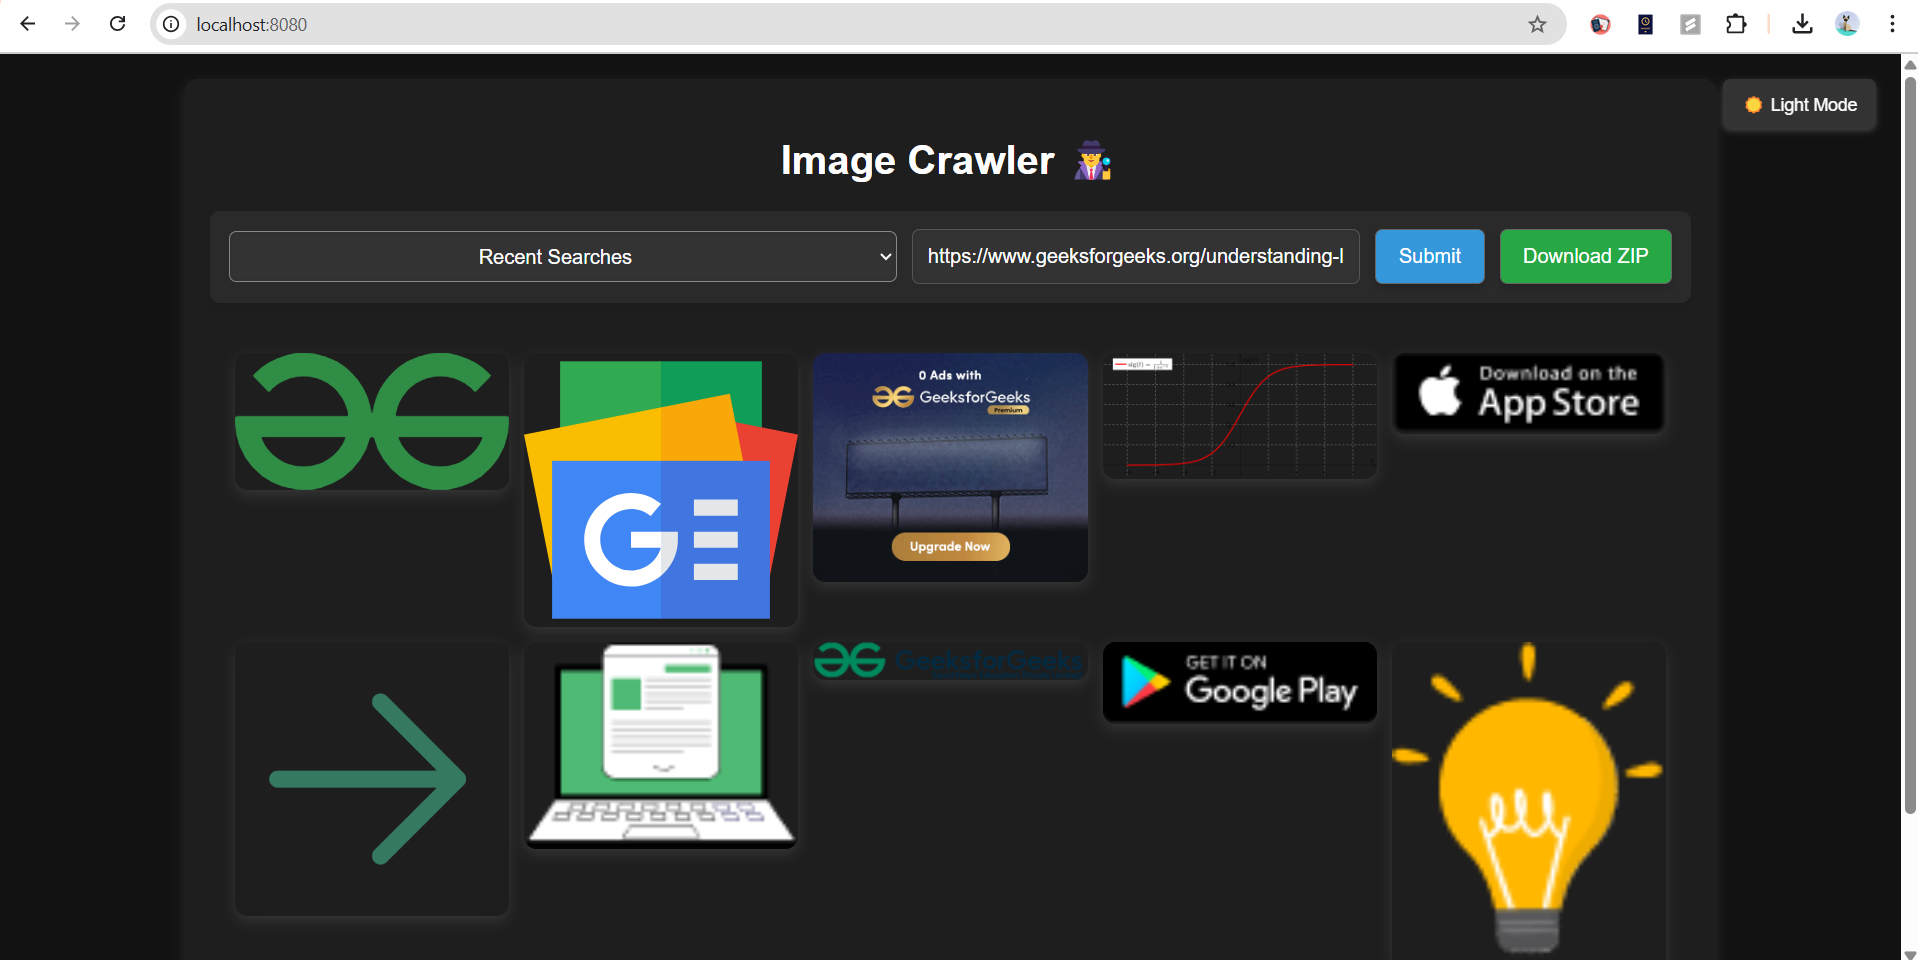 localhost:8080
Light Mode
Image Crawler
Recent Searches
https://www.geeksforgeeks.org/understanding-l
Submit
Download ZIP
0 Ads with
GeeksforGeeks
Premium
Upgrade Now
Download on the
App Store
GE
GeeksforGeeks
GET IT ON
Google Play